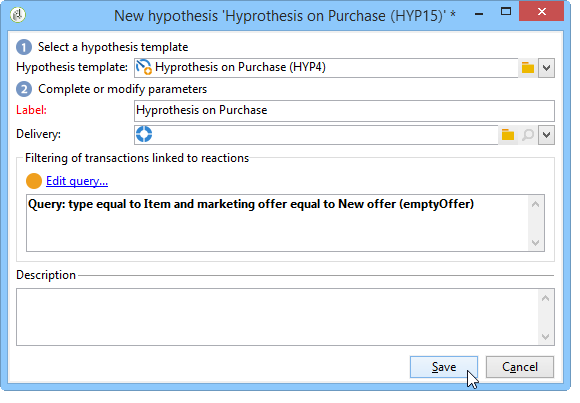 New hypothesis 'Hyprothesis on Purchase (HYP15)' *
1 Select a hypothesis template
Hypothesis template: Hyprothesis on Purchase (HYP4)
2 Complete or modify parameters
Label: Hyprothesis on Purchase
Delivery:
Filtering of transactions linked to reactions
Edit query...
Query: type equal to Item and marketing offer equal to New offer (emptyOffer)
Description
Save Cancel